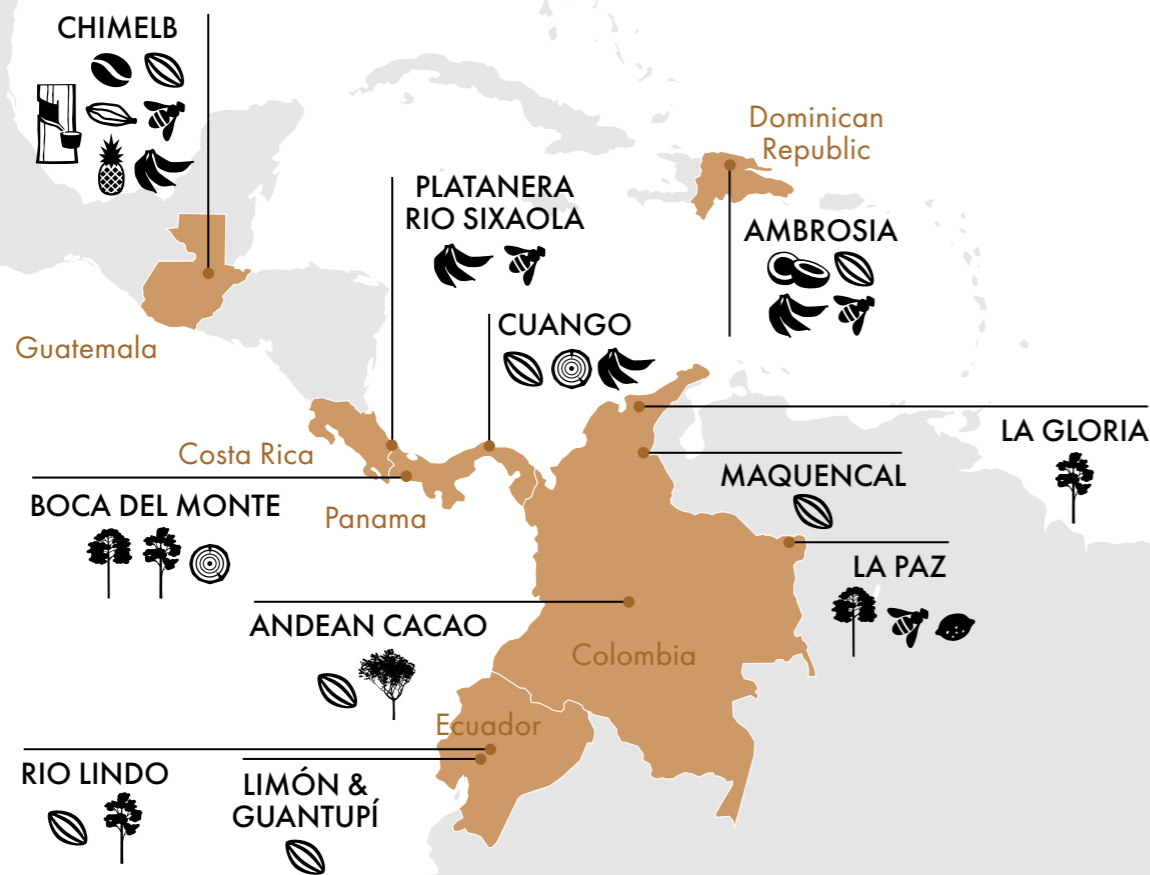 CHIMELB
Dominican
Republic
PLATANERA
RIO SIXAOLA
AMBROSIA
CUANGO
Guatemala
LA GLORIA
Costa Rica
MAQUENCAL
BOCA DEL MONTE
Panama
LA PAZ
ANDEAN CACAO
Colombia
Ecuador
RIO LINDO
LIMÓN &
GUANTUPÍ